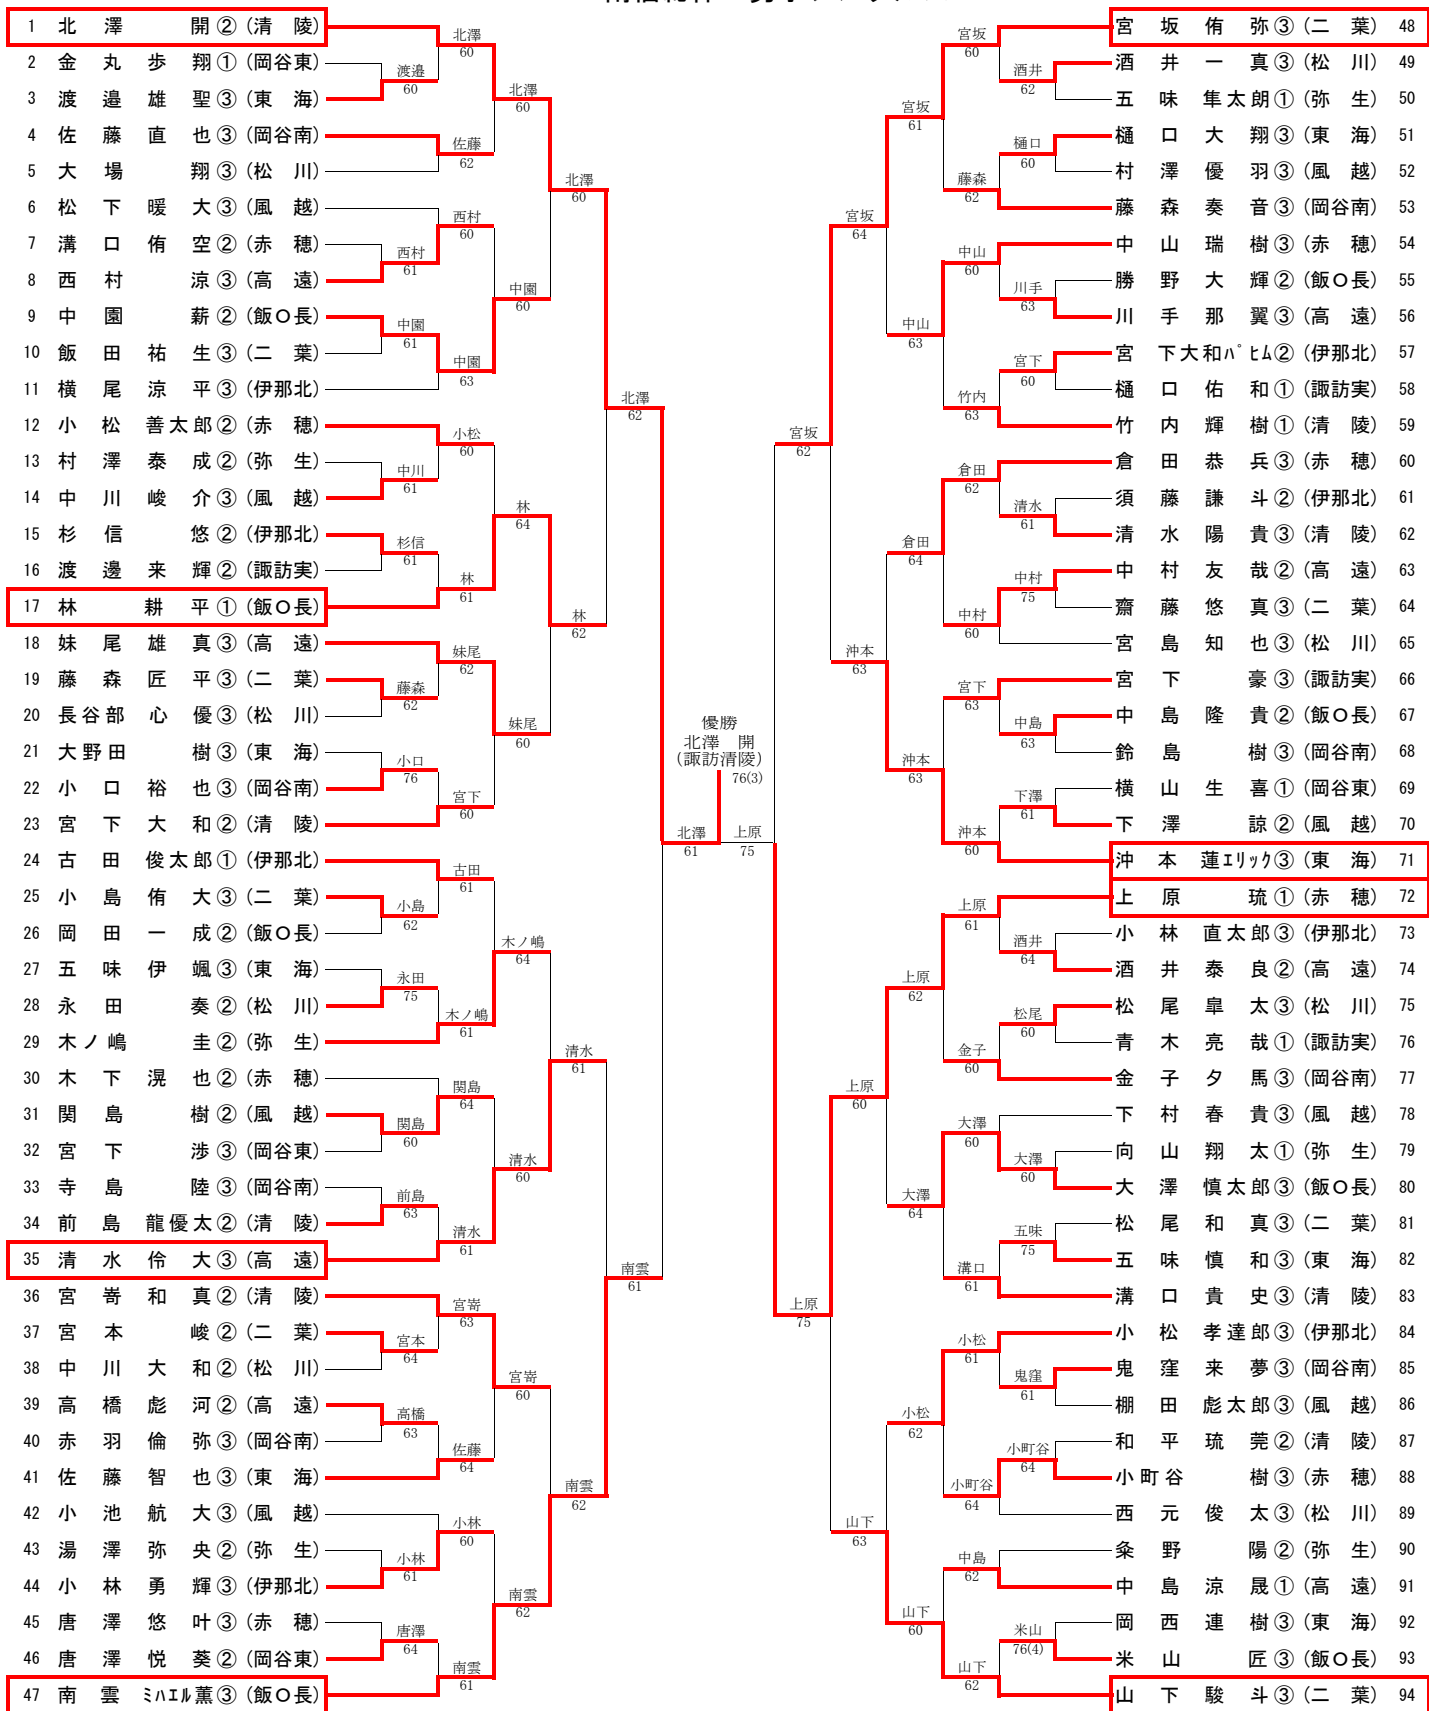 1 北澤 開②(清陵)
2 金丸歩翔①(岡谷東)
3 渡邉雄聖③(東海)
4 佐藤直也③(岡谷南)
5 大場 翔③(松川)
6 松下暖大③(風越)
7 溝口侑空②(赤穂)
8 西村 涼③(高遠)
9 中園 薪②(飯O長)
10 飯田祐生③(二葉)
11 横尾涼平③(伊那北)
12 小松善太郎②(赤穂)
13 村澤泰成②(弥生)
14 中川峻介③(風越)
15 杉信 悠②(伊那北)
16 渡邊来輝②(諏訪実)
17 林 耕平①(飯O長)
18 妹尾雄真③(高遠)
19 藤森匠平③(二葉)
20 長谷部心優③(松川)
21 大野田 樹③(東海)
22 小口裕也③(岡谷南)
23 宮下大和②(清陵)
24 古田俊太郎①(伊那北)
25 小島侑大③(二葉)
26 岡田一成②(飯O長)
27 五味伊颯③(東海)
28 永田 奏②(松川)
29 木ノ嶋 圭②(弥生)
30 木下滉也②(赤穂)
31 関島 樹②(風越)
32 宮下 渉③(岡谷東)
33 寺島 陸③(岡谷南)
34 前島龍優太②(清陵)
35 清水伶大③(高遠)
36 宮嵜和真②(清陵)
37 宮本 峻②(二葉)
38 中川大和②(松川)
39 高橋彪河②(高遠)
40 赤羽倫弥③(岡谷南)
41 佐藤智也③(東海)
42 小池航大③(風越)
43 湯澤弥央②(弥生)
44 小林勇輝③(伊那北)
45 唐澤悠叶③(赤穂)
46 唐澤悦葵②(岡谷東)
47 南雲ミハエル薫③(飯O長)
渡邉
60
西村
61
中園
61
中川
61
杉信
61
藤森
62
小口
76
小島
62
永田
75
関島
60
前島
63
宮本
64
高橋
63
小林
61
唐澤
64
北澤
60
佐藤
62
西村
60
中園
63
小松
60
林
61
妹尾
62
宮下
60
古田
61
木ノ嶋
61
関島
64
清水
61
宮嵜
63
佐藤
64
小林
60
南雲
61
北澤
60
中園
60
林
64
妹尾
60
木ノ嶋
64
清水
60
宮嵜
60
南雲
62
北澤
60
林
62
清水
61
南雲
62
北澤
62
南雲
61
北澤
61
優勝
北澤 開
(諏訪清陵)
76(3)
上原
75
宮坂
62
上原
75
宮坂
64
沖本
63
上原
60
山下
63
宮坂
61
中山
63
倉田
64
沖本
63
上原
62
大澤
64
小松
62
山下
60
宮坂
60
藤森
62
中山
60
竹内
63
倉田
62
中村
60
宮下
63
沖本
60
上原
61
金子
60
大澤
60
溝口
61
小松
61
小町谷
64
中島
62
山下
62
酒井
62
樋口
60
川手
63
宮下
60
清水
61
中村
75
中島
63
下澤
61
酒井
64
松尾
60
大澤
60
五味
75
鬼窪
61
小町谷
64
米山
76(4)
宮坂侑弥③(二葉) 48
酒井一真③(松川) 49
五味隼太朗①(弥生) 50
樋口大翔③(東海) 51
村澤優羽③(風越) 52
藤森奏音③(岡谷南) 53
中山瑞樹③(赤穂) 54
勝野大輝②(飯O長) 55
川手那翼③(高遠) 56
宮下大和パヒム②(伊那北) 57
樋口佑和①(諏訪実) 58
竹内輝樹①(清陵) 59
倉田恭兵③(赤穂) 60
須藤謙斗②(伊那北) 61
清水陽貴③(清陵) 62
中村友哉②(高遠) 63
齋藤悠真③(二葉) 64
宮島知也③(松川) 65
宮下 豪③(諏訪実) 66
中島隆貴②(飯O長) 67
鈴島 樹③(岡谷南) 68
横山生喜①(岡谷東) 69
下澤 諒②(風越) 70
沖本蓮エリック③(東海) 71
上原 琉①(赤穂) 72
小林直太郎③(伊那北) 73
酒井泰良②(高遠) 74
松尾皐太③(松川) 75
青木亮哉①(諏訪実) 76
金子夕馬③(岡谷南) 77
下村春貴③(風越) 78
向山翔太①(弥生) 79
大澤慎太郎③(飯O長) 80
松尾和真③(二葉) 81
五味慎和③(東海) 82
溝口貴史③(清陵) 83
小松孝達郎③(伊那北) 84
鬼窪来夢③(岡谷南) 85
棚田彪太郎③(風越) 86
和平琉莞②(清陵) 87
小町谷 樹③(赤穂) 88
西元俊太③(松川) 89
粂野 陽②(弥生) 90
中島涼晟①(高遠) 91
岡西連樹③(東海) 92
米山 匠③(飯O長) 93
山下駿斗③(二葉) 94